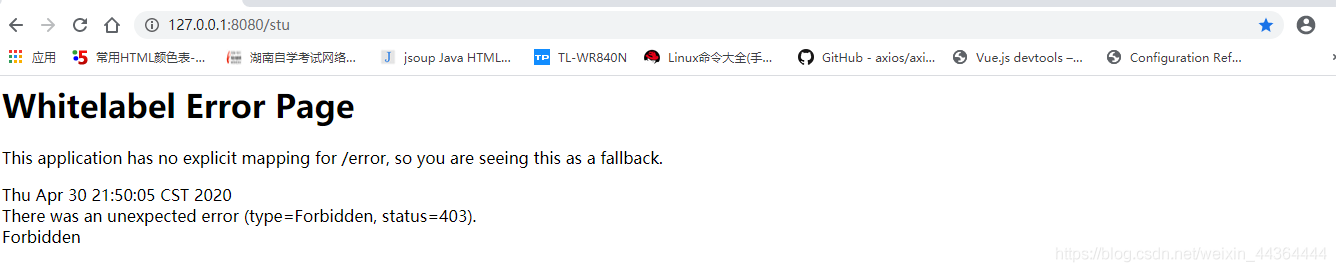 127.0.0.1:8080/stu
应用 常用HTML颜色表-... 湖南自学考试网络... J jsoup Java HTML... TP TL-WR840N Linux命令大全(手... GitHub - axios/axi... Vue.js devtools –... Configuration Ref...
Whitelabel Error Page
This application has no explicit mapping for /error, so you are seeing this as a fallback.
Thu Apr 30 21:50:05 CST 2020
There was an unexpected error (type=Forbidden, status=403).
Forbidden
https://blog.csdn.net/weixin_44364444